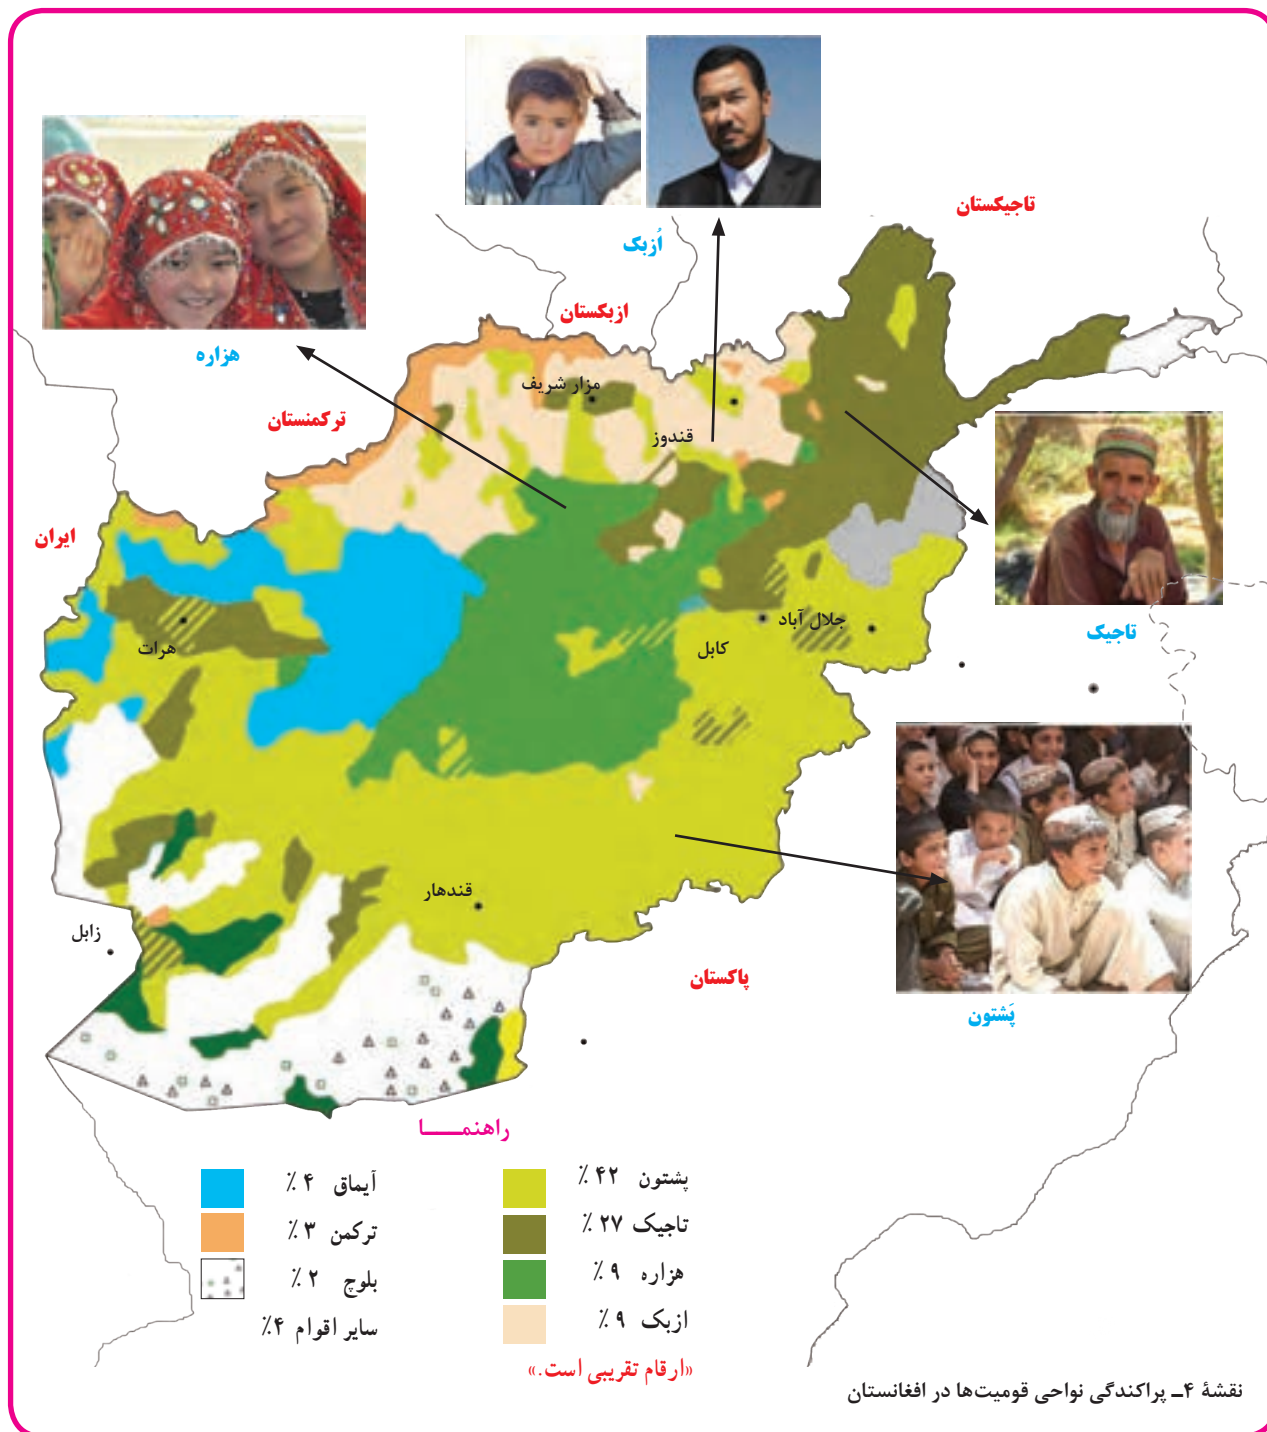 تاجیکستان
اُزبک
ازبکستان
هزاره
مزار شریف
ترکمنستان
قندوز
ایران
جلال آباد
تاجیک
هرات
کابل
قندهار
زابل
پاکستان
پَشتون
راهنمـــــا
پشتون ۴۲ ٪
تاجیک ۲۷ ٪
هزاره ۹ ٪
ازبک ۹ ٪
آیماق ۴ ٪
ترکمن ۳ ٪
بلوچ ۲ ٪
سایر اقوام ۴٪
«ارقام تقریبی است.»
نقشهٔ ۴ــ پراکندگی نواحی قومیت‌ها در افغانستان